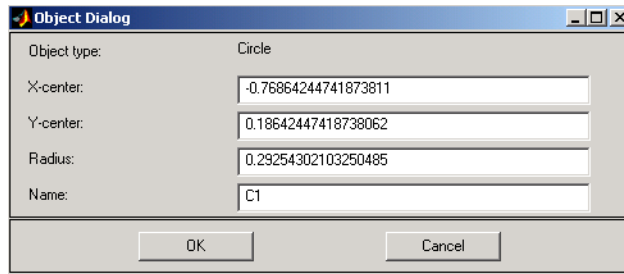 Object Dialog
Object type: Circle
X-center: -0.76864244741873811
Y-center: 0.18642447418738062
Radius: 0.29254302103250485
Name: C1
OK Cancel